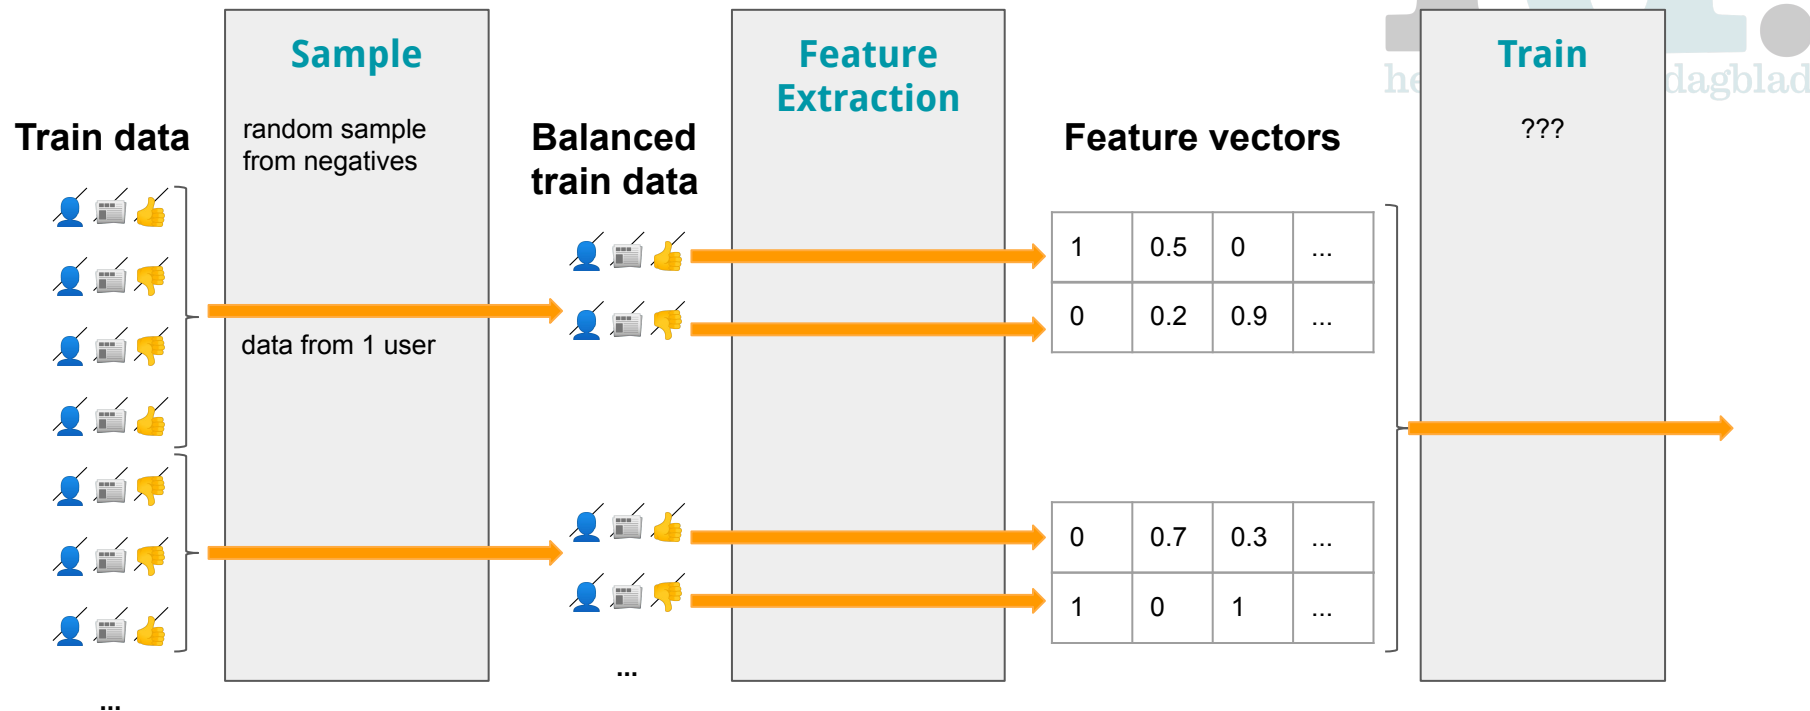 Sample
Feature
Extraction
Train
he
dagblad
Train data
random sample
from negatives
Balanced
train data
Feature vectors
???
1 0.5 0 ...
0 0.2 0.9 ...
data from 1 user
0 0.7 0.3 ...
1 0 1 ...
...
...